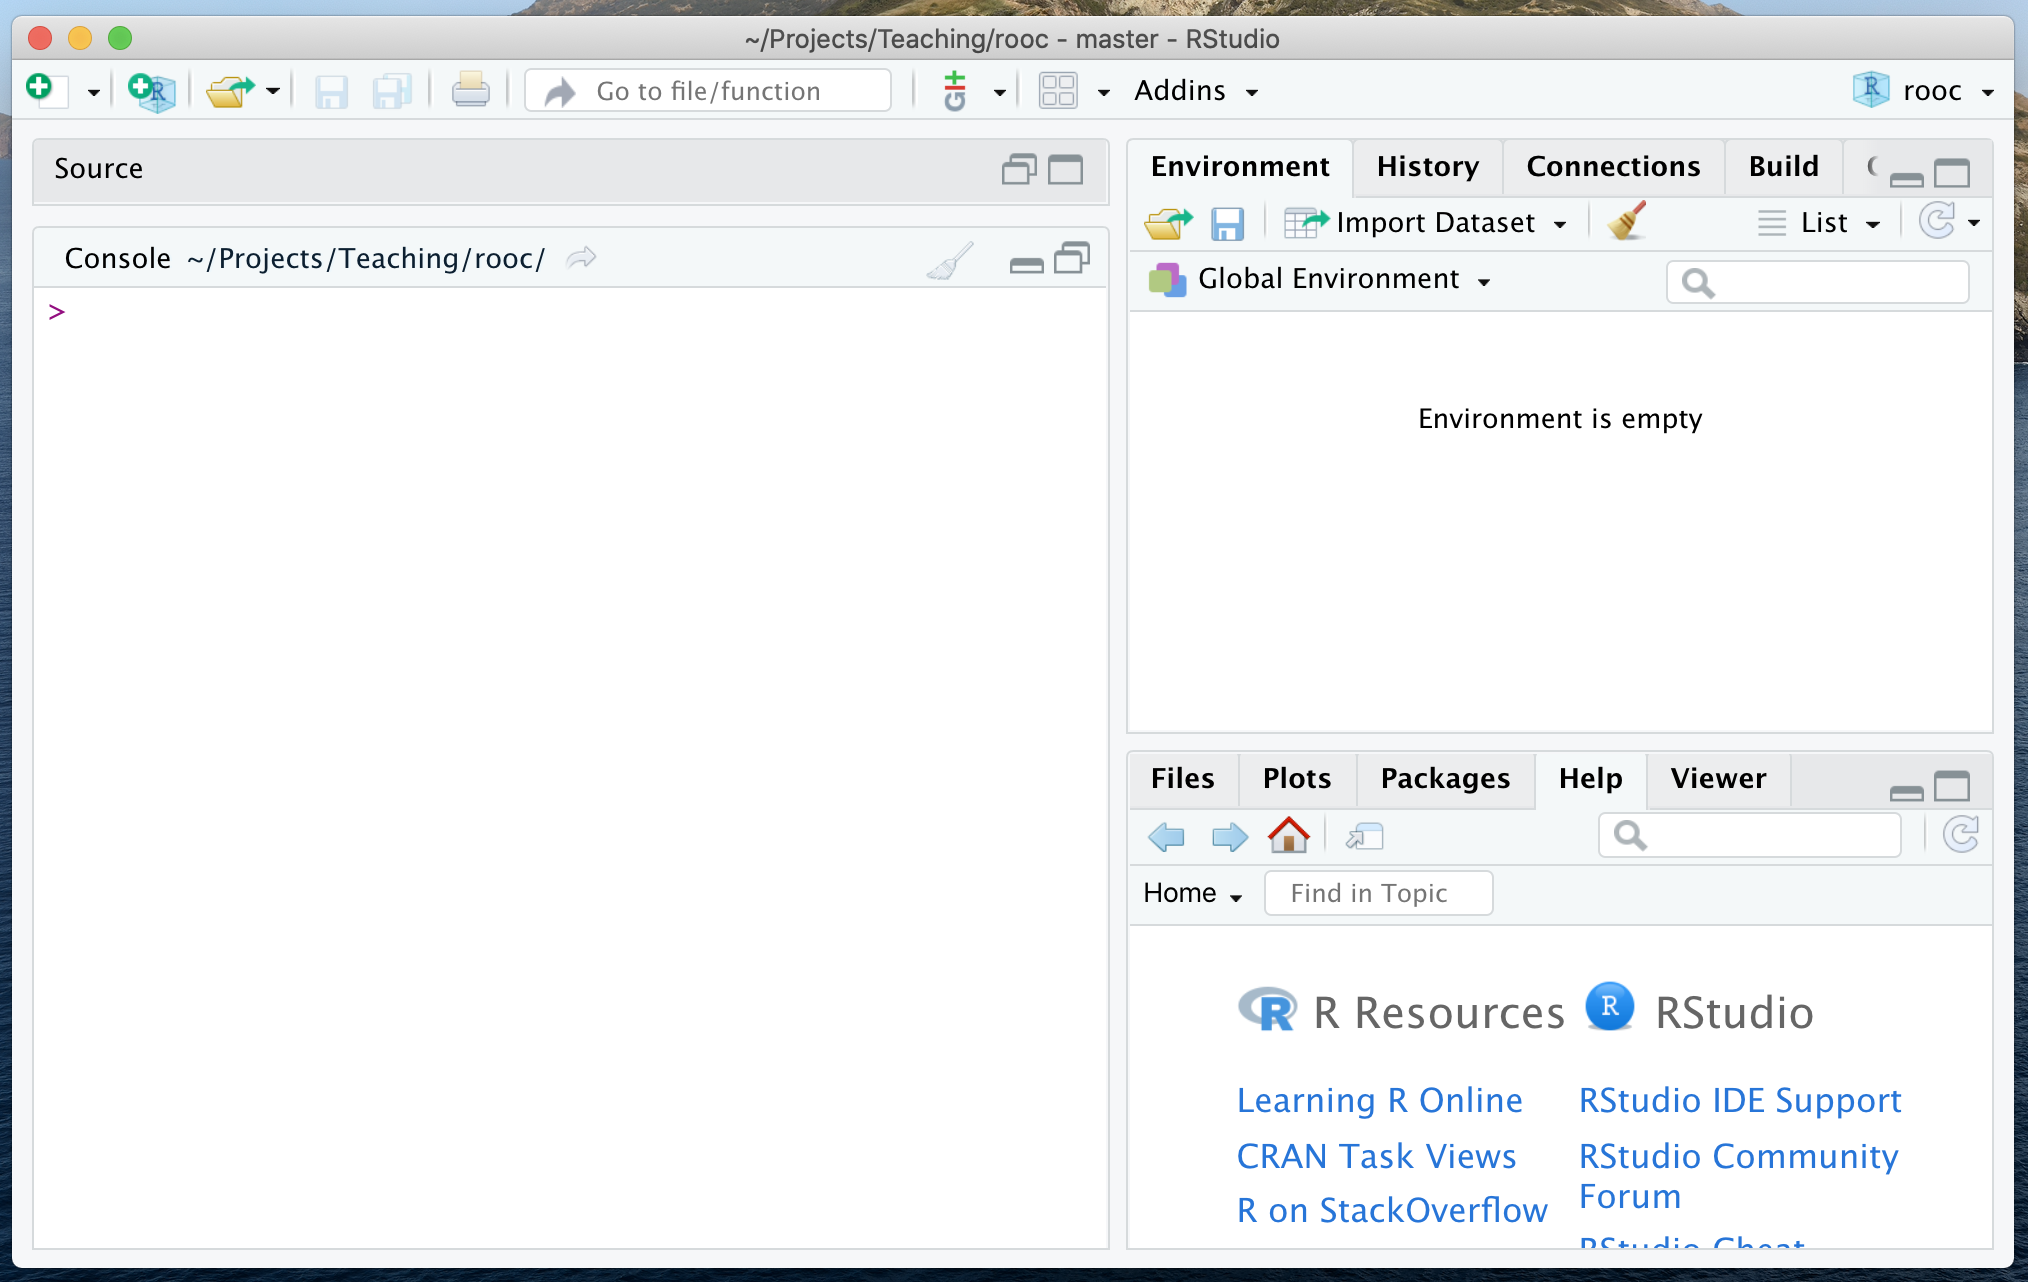 ~/Projects/Teaching/rooc - master - RStudio
Go to file/function
Addins
rooc
Source
Console ~/Projects/Teaching/rooc/
>
Environment History Connections Build
Import Dataset
List
Global Environment
Environment is empty
Files Plots Packages Help Viewer
Home
Find in Topic
R Resources
Learning R Online
CRAN Task Views
R on StackOverflow
RStudio
RStudio IDE Support
RStudio Community
Forum
RStudio Cheat